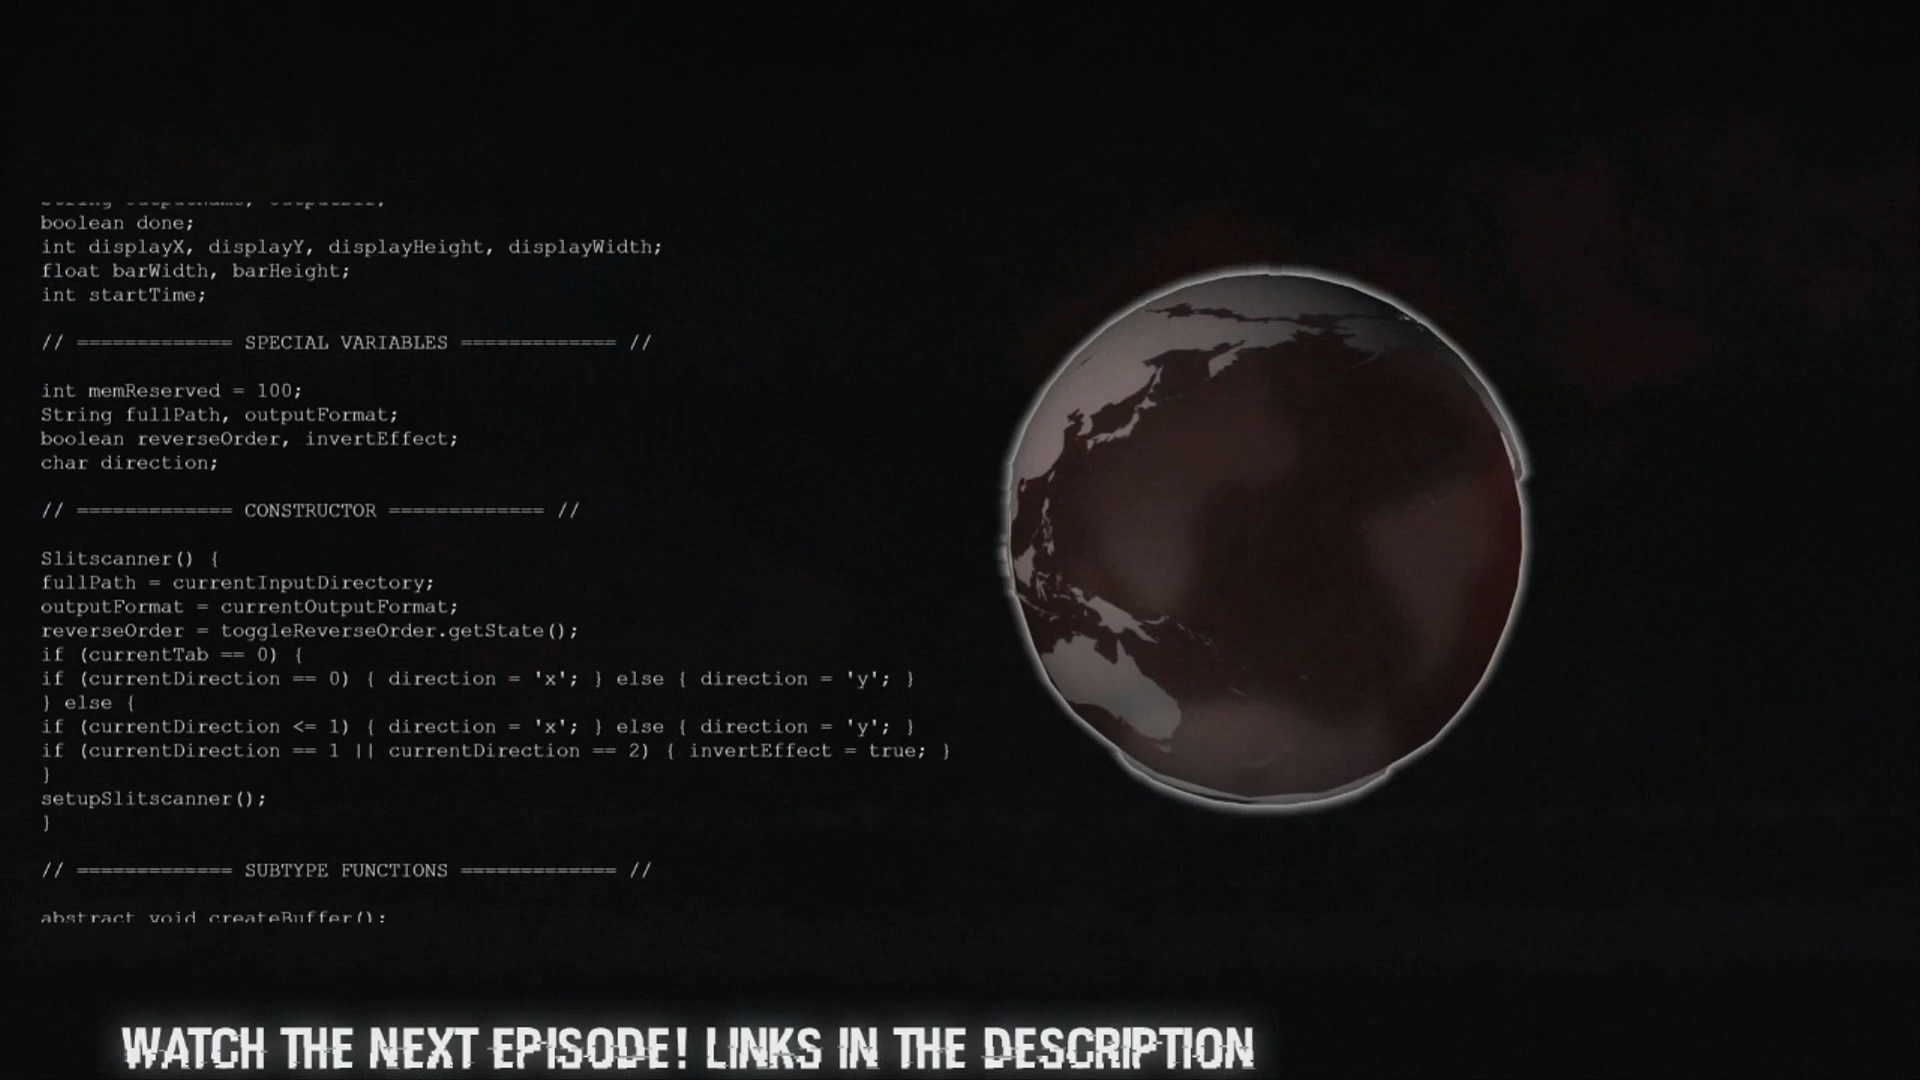 boolean done;
int displayX, displayY, displayHeight, displayWidth;
float barWidth, barHeight;
int startTime;
// ============= SPECIAL VARIABLES ============= //
int memReserved = 100;
String fullPath, outputFormat;
boolean reverseOrder, invertEffect;
char direction;
// ============= CONSTRUCTOR ============= //
Slitscanner() {
fullPath = currentInputDirectory;
outputFormat = currentOutputFormat;
reverseOrder = toggleReverseOrder.getState();
if (currentTab == 0) {
if (currentDirection == 0) { direction = 'x'; } else { direction = 'y'; }
} else {
if (currentDirection <= 1) { direction = 'x'; } else { direction = 'y'; }
if (currentDirection == 1 || currentDirection == 2) { invertEffect = true; }
}
setupSlitscanner();
}
// ============= SUBTYPE FUNCTIONS ============= //
abstract void createBuffer();
WATCH THE NEXT EPISODE! LINKS IN THE DESCRIPTION